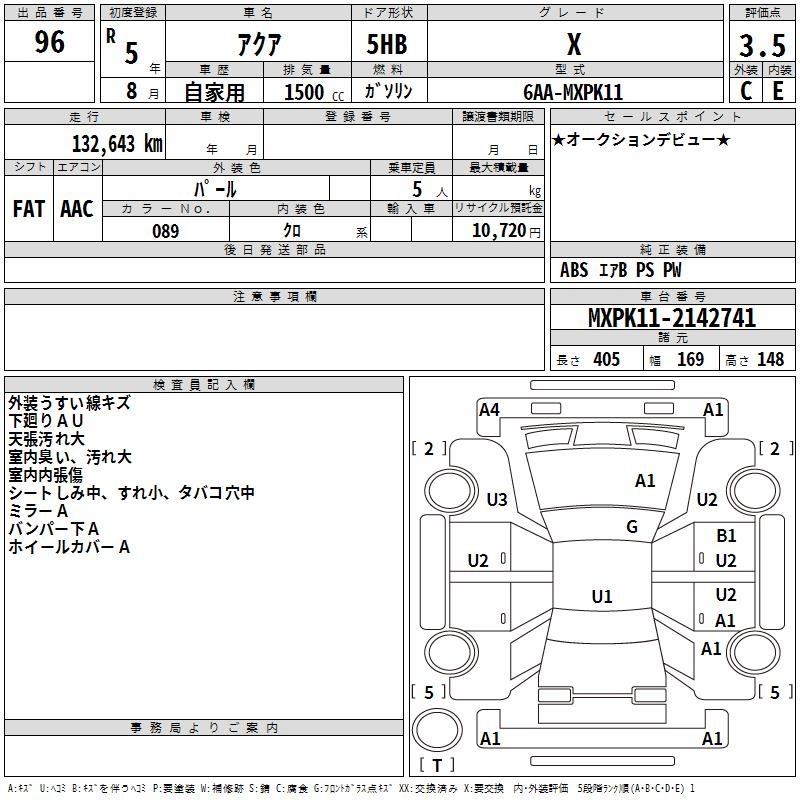 出品番号
96
初度登録
R 5 年
8 月
車名
アクア
ドア形状
5HB
グレード
X
評価点
3.5
車歴
自家用
排気量
1500 CC
燃料
ガソリン
型式
6AA-MXPK11
外装 内装
C E
走行
132,643 km
車検
年 月
登録番号
譲渡書類期限
月 日
シフト
FAT
エアコン
AAC
外装色
パール
乗車定員
5 人
最大積載量
kg
カラーNo.
089
内装色
クロ 系
輸入車
リサイクル預託金
10,720 円
後日発送部品
セールスポイント
★オークションデビュー★
純正装備
ABS エアB PS PW
注意事項欄
車台番号
MXPK11-2142741
諸元
長さ 405 幅 169 高さ 148
検査員記入欄
外装うすい線キズ
下廻りAU
天張汚れ大
室内臭い、汚れ大
室内内張傷
シートしみ中、すれ小、タバコ穴中
ミラーA
バンパー下A
ホイールカバーA
事務局よりご案内
A4 A1
[ 2 ] [ 2 ]
A1
U3 U2
G
B1
U2 U2
U1 U2
A1
A1
[ 5 ] [ 5 ]
A1 A1
[ T ]
A:キズ U:ヘコミ B:キズを伴うヘコミ P:要塗装 W:補修跡 S:錆 C:腐食 G:フロントガラス点キズ XX:交換済み X:要交換 内・外装評価 5段階ランク順(A・B・C・D・E) 1